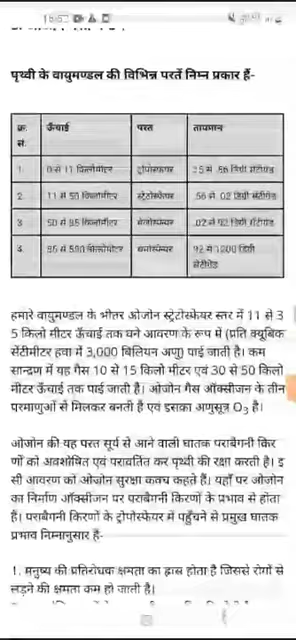 पृथ्वी के वायुमण्डल की विभिन्न परतें निम्न प्रकार हैं-
क्र. सं. ऊँचाई परत तापमान
1. 0 से 11 किलोमीटर ट्रोपोस्फेयर
2. 11 से 50 किलोमीटर स्ट्रेटोस्फेयर
3. 50 से 85 किलोमीटर मेसोस्फेयर
4. सेंटीग्रेड
हमारे वायुमण्डल के भीतर ओजोन स्ट्रेटोस्फेयर स्तर में 11 से 3
5 किलो मीटर ऊँचाई तक घने आवरण के रूप में (प्रति क्यूबिक
सेंटीमीटर हवा में 3,000 बिलियन अणु) पाई जाती है। कम
सान्द्रण में यह गैस 10 से 15 किलो मीटर एवं 30 से 50 किलो
मीटर ऊँचाई तक पाई जाती है। ओजोन गैस ऑक्सीजन के तीन
परमाणुओं से मिलकर बनती हैं एवं इसका अणुसूत्र O₃ है।
ओजोन की यह परत सूर्य से आने वाली घातक पराबैगनी किर
णों को अवशोषित एवं परावर्तित कर पृथ्वी की रक्षा करती है। इ
सी आवरण को ओजोन सुरक्षा कवच कहते हैं। यहाँ पर ओजोन
का निर्माण ऑक्सीजन पर पराबैगनी किरणों के प्रभाव से होता
है। पराबैगनी किरणों के ट्रोपोस्फेयर में पहुँचने से प्रमुख घातक
प्रभाव निम्नानुसार है-
1. मनुष्य की प्रतिरोधक क्षमता का ह्रास होता है जिससे रोगों से
लड़ने की क्षमता कम हो जाती है।